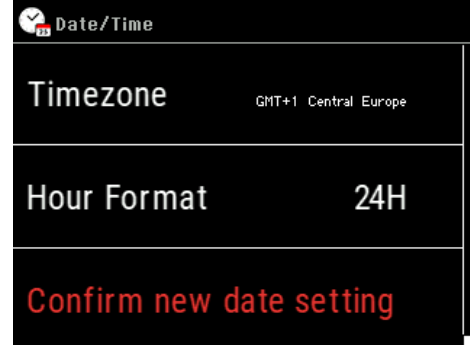 Date/Time
Timezone GMT+1 Central Europe
Hour Format 24H
Confirm new date setting